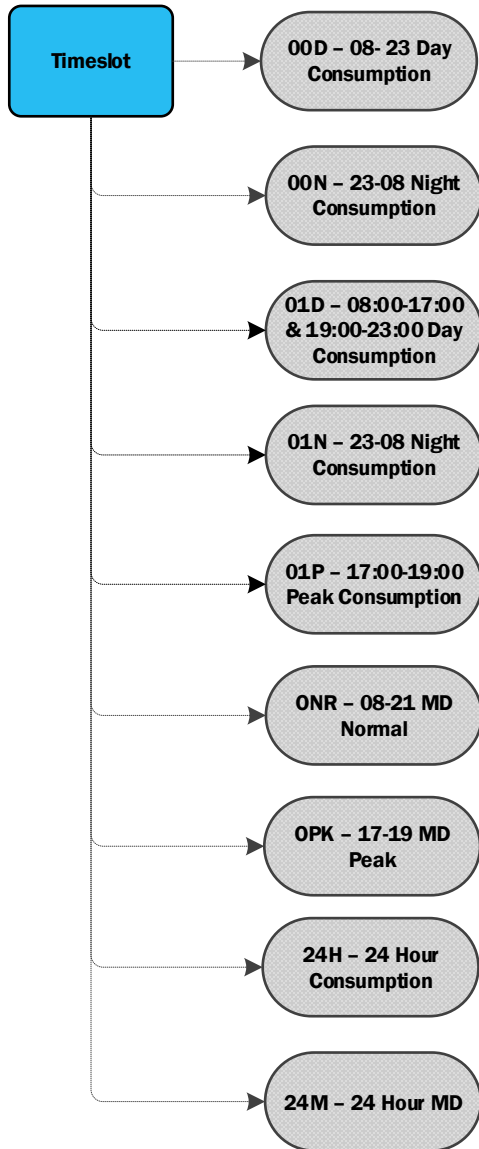 Timeslot
00D – 08- 23 Day
Consumption
00N – 23-08 Night
Consumption
01D – 08:00-17:00
& 19:00-23:00 Day
Consumption
01N – 23-08 Night
Consumption
01P – 17:00-19:00
Peak Consumption
0NR – 08-21 MD
Normal
0PK – 17-19 MD
Peak
24H – 24 Hour
Consumption
24M – 24 Hour MD